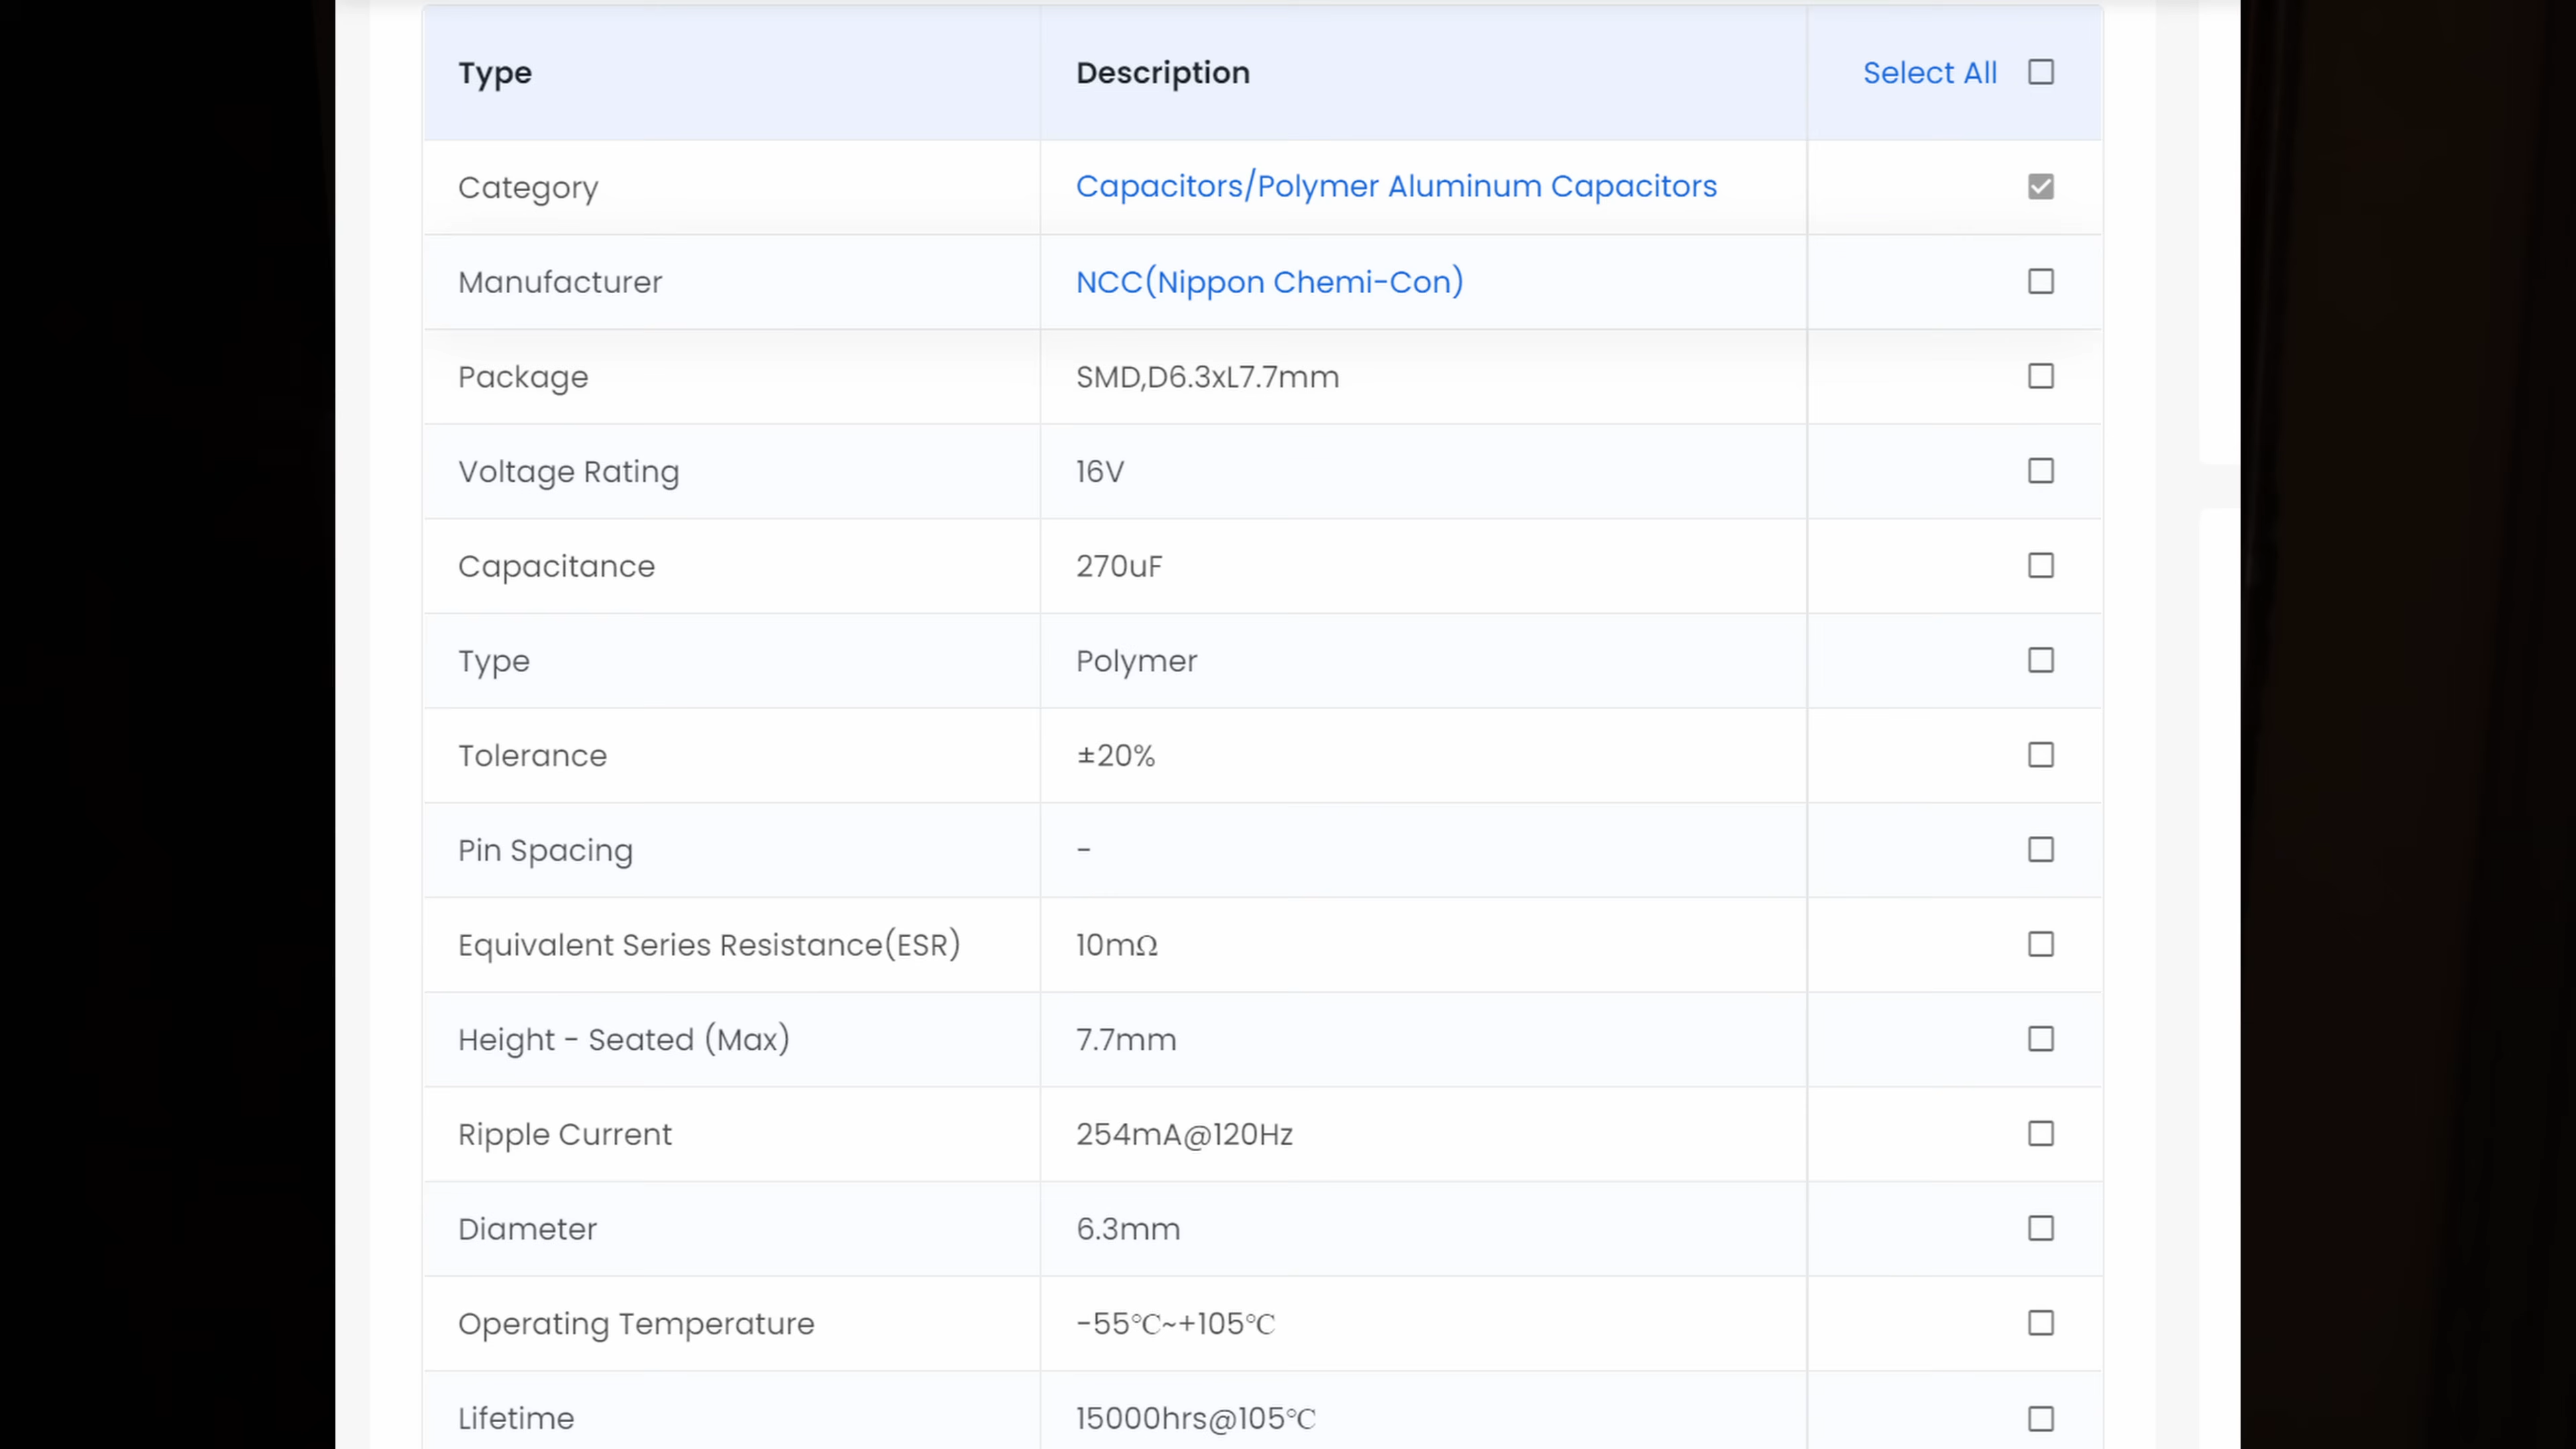 Type Description Select All
Category Capacitors/Polymer Aluminum Capacitors
Manufacturer NCC(Nippon Chemi-Con)
Package SMD,D6.3xL7.7mm
Voltage Rating 16V
Capacitance 270uF
Type Polymer
Tolerance ±20%
Pin Spacing -
Equivalent Series Resistance(ESR) 10mΩ
Height - Seated (Max) 7.7mm
Ripple Current 254mA@120Hz
Diameter 6.3mm
Operating Temperature -55℃~+105℃
Lifetime 15000hrs@105℃